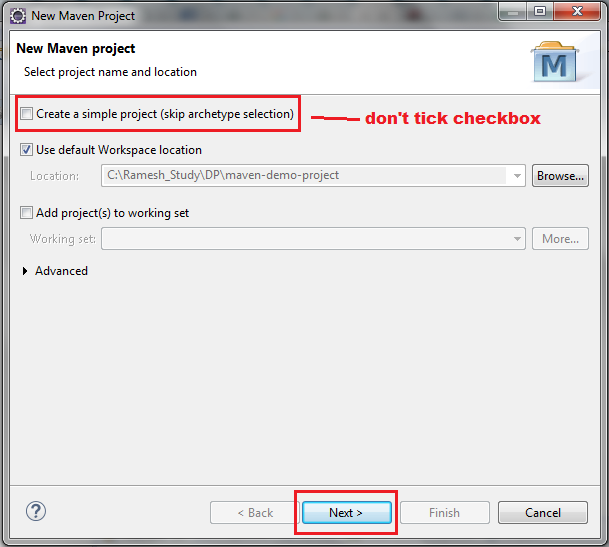 New Maven Project
New Maven project
Select project name and location
M
Create a simple project (skip archetype selection)
don't tick checkbox
Use default Workspace location
Location: C:\Ramesh_Study\DP\maven-demo-project Browse...
Add project(s) to working set
Working set: More...
Advanced
? < Back Next > Finish Cancel